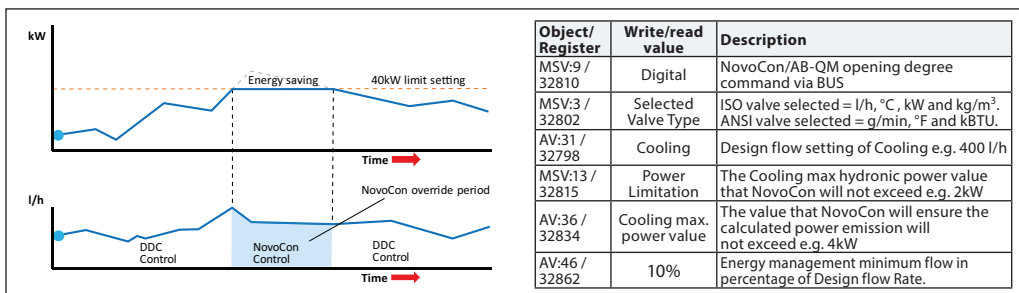 kW
Energy saving
40kW limit setting
Time
NovoCon override period
l/h
DDC
Control
NovoCon
Control
DDC
Control
Time
Object/
Register
Write/read
value
Description
MSV:9 /
32810
Digital
NovoCon/AB-QM opening degree
command via BUS
MSV:3 /
32802
Selected
Valve Type
ISO valve selected = l/h, °C , kW and kg/m³.
ANSI valve selected = g/min, °F and kBTU.
AV:31 /
32798
Cooling
Design flow setting of Cooling e.g. 400 l/h
MSV:13 /
32815
Power
Limitation
The Cooling max hydronic power value
that NovoCon will not exceed e.g. 2kW
AV:36 /
32834
Cooling max.
power value
The value that NovoCon will ensure the
calculated power emission will
not exceed e.g. 4kW
AV:46 /
32862
10%
Energy management minimum flow in
percentage of Design flow Rate.